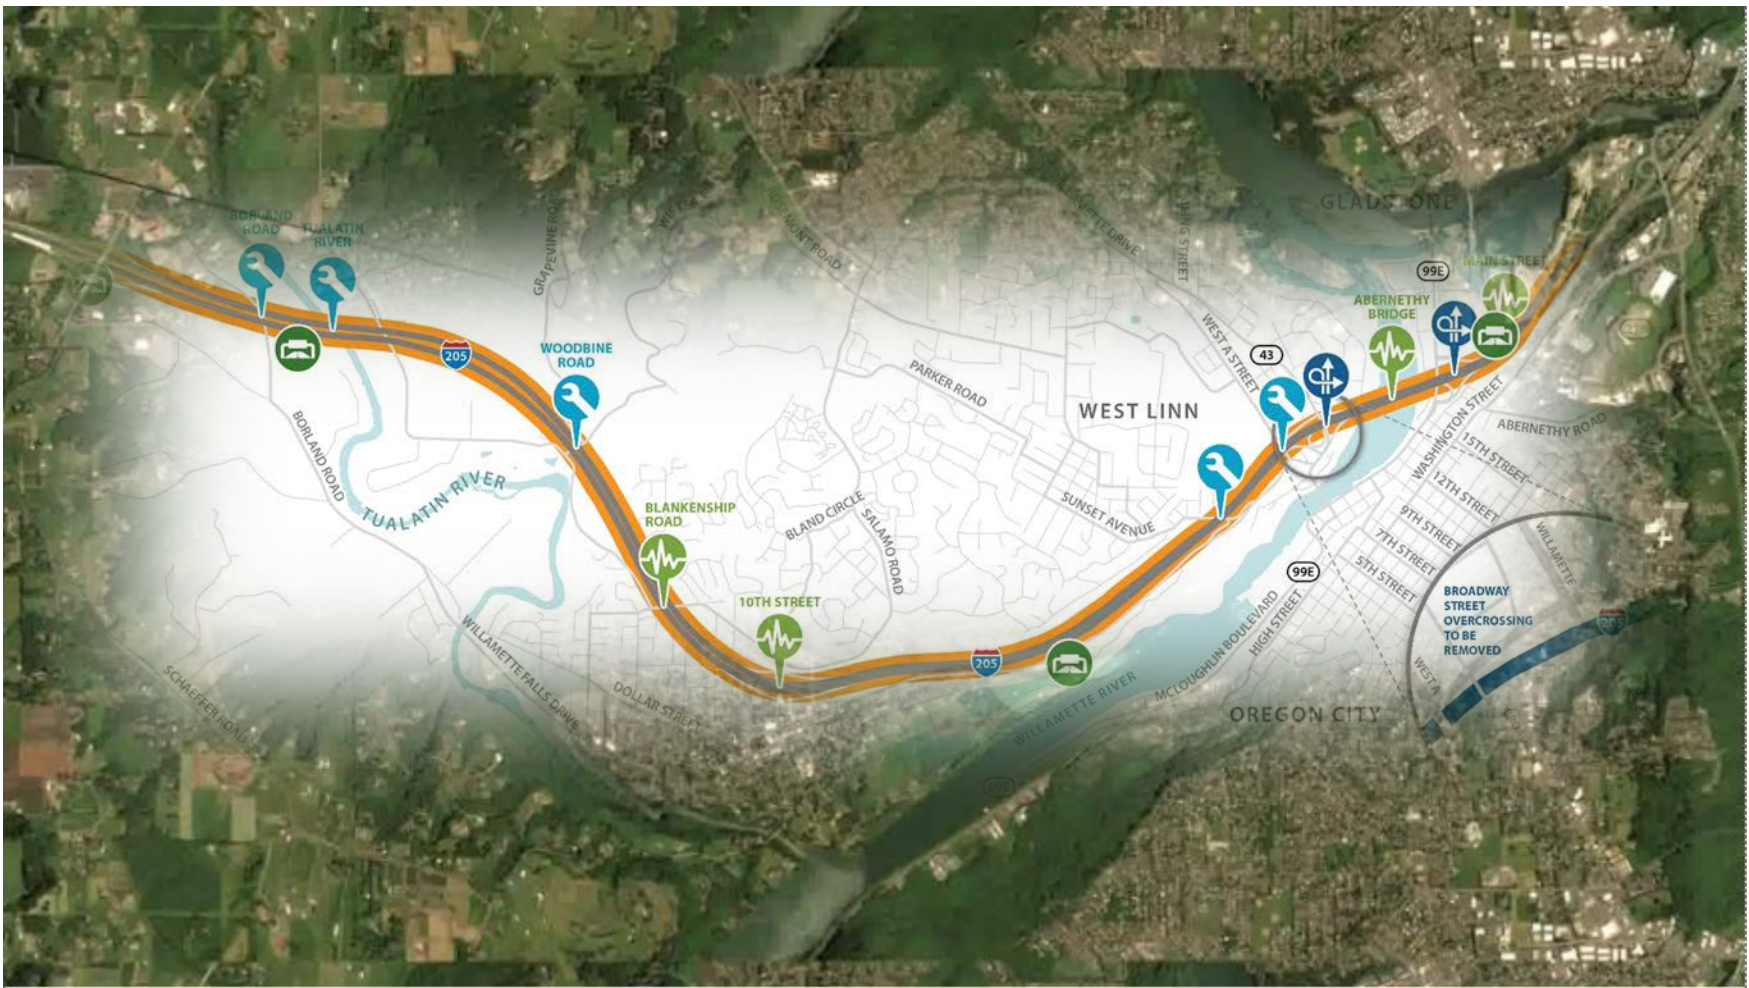 GLADSTONE
BORLAND
ROAD
TUALATIN
RIVER
GRAPEVINE ROAD
99E
MAIN STREET
ABERNETHY
BRIDGE
205
WOODBINE
ROAD
WEST A STREET
43
PARKER ROAD
WEST LINN
BORLAND ROAD
TUALATIN RIVER
WASHINGTON STREET
ABERNETHY ROAD
15TH STREET
12TH STREET
9TH STREET
7TH STREET
5TH STREET
BLANKENSHIP
ROAD
BLAND CIRCLE
SALAMO ROAD
SUNSET AVENUE
99E
WILLAMETTE
10TH STREET
BROADWAY
STREET
OVERCROSSING
TO BE
REMOVED
205
WILLAMETTE FALLS DRIVE
SCHAEFFER ROAD
DOLLAR STREET
205
WILLAMETTE RIVER
MCLOUGHLIN BOULEVARD
HIGH STREET
OREGON CITY
WEST A
99E